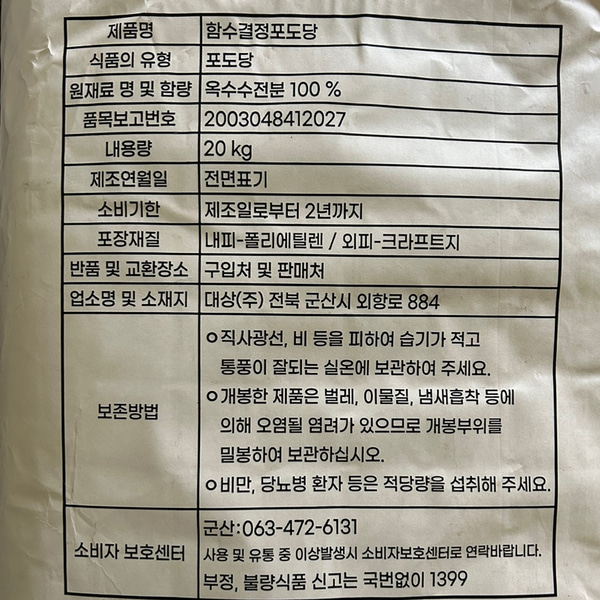 제품명 함수결정포도당
식품의 유형 포도당
원재료 명 및 함량 옥수수전분 100 %
품목보고번호 2003048412027
내용량 20 kg
제조연월일 전면표기
소비기한 제조일로부터 2년까지
포장재질 내피-폴리에틸렌 / 외피-크라프트지
반품 및 교환장소 구입처 및 판매처
업소명 및 소재지 대상(주) 전북 군산시 외항로 884
보존방법
ㅇ직사광선, 비 등을 피하여 습기가 적고
통풍이 잘되는 실온에 보관하여 주세요.
ㅇ개봉한 제품은 벌레, 이물질, 냄새흡착 등에
의해 오염될 염려가 있으므로 개봉부위를
밀봉하여 보관하십시오.
ㅇ비만, 당뇨병 환자 등은 적당량을 섭취해 주세요.
소비자 보호센터
군산:063-472-6131
사용 및 유통 중 이상발생시 소비자보호센터로 연락바랍니다.
부정, 불량식품 신고는 국번없이 1399